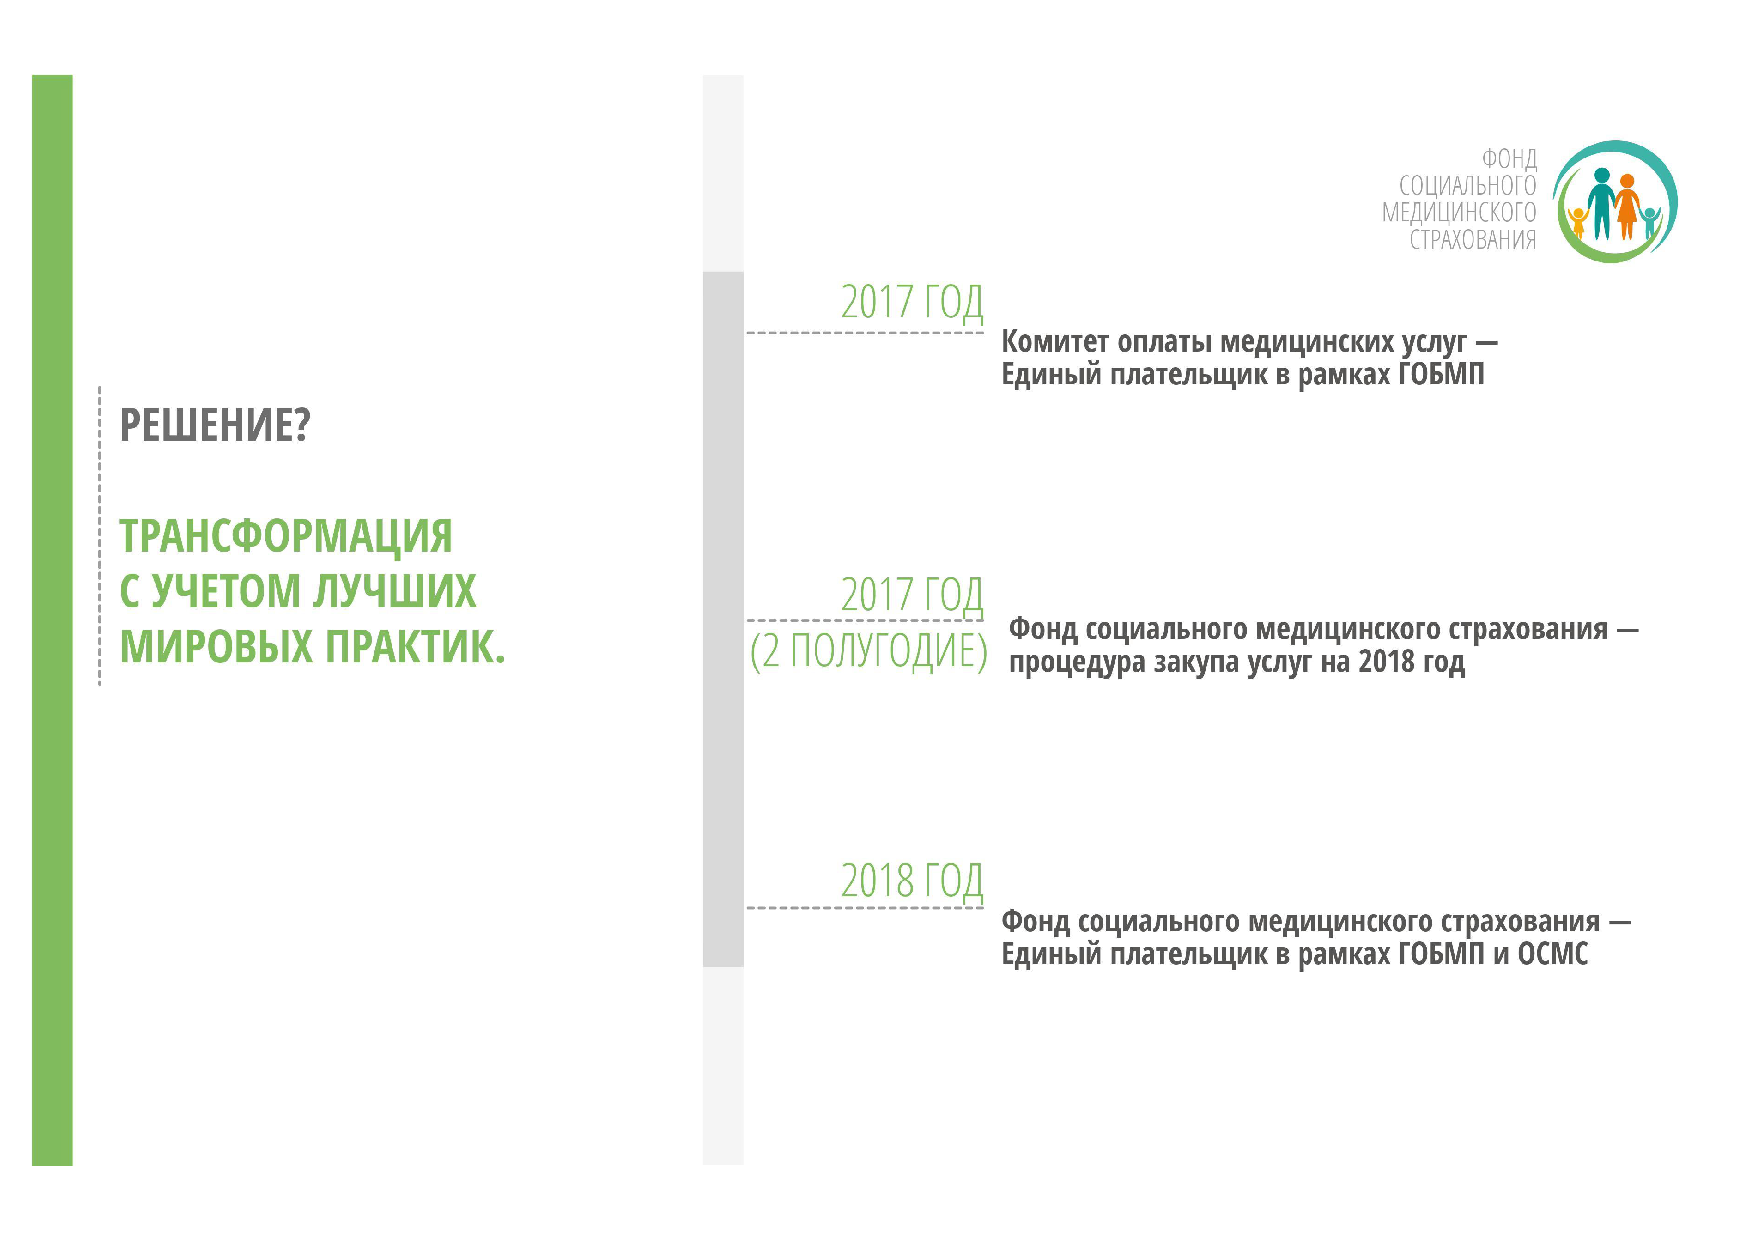 РЕШЕНИЕ?
ТРАНСФОРМАЦИЯ
С УЧЕТОМ ЛУЧШИХ
МИРОВЫХ ПРАКТИК.
ФОНД
СОЦИАЛЬНОГО
МЕДИЦИНСКОГО
СТРАХОВАНИЯ
2017 ГОД
Комитет оплаты медицинских услуг —
Единый плательщик в рамках ГОБМП
2017 ГОД
(2 ПОЛУГОДИЕ)
Фонд социального медицинского страхования —
процедура закупа услуг на 2018 год
2018 ГОД
Фонд социального медицинского страхования —
Единый плательщик в рамках ГОБМП и ОСМС